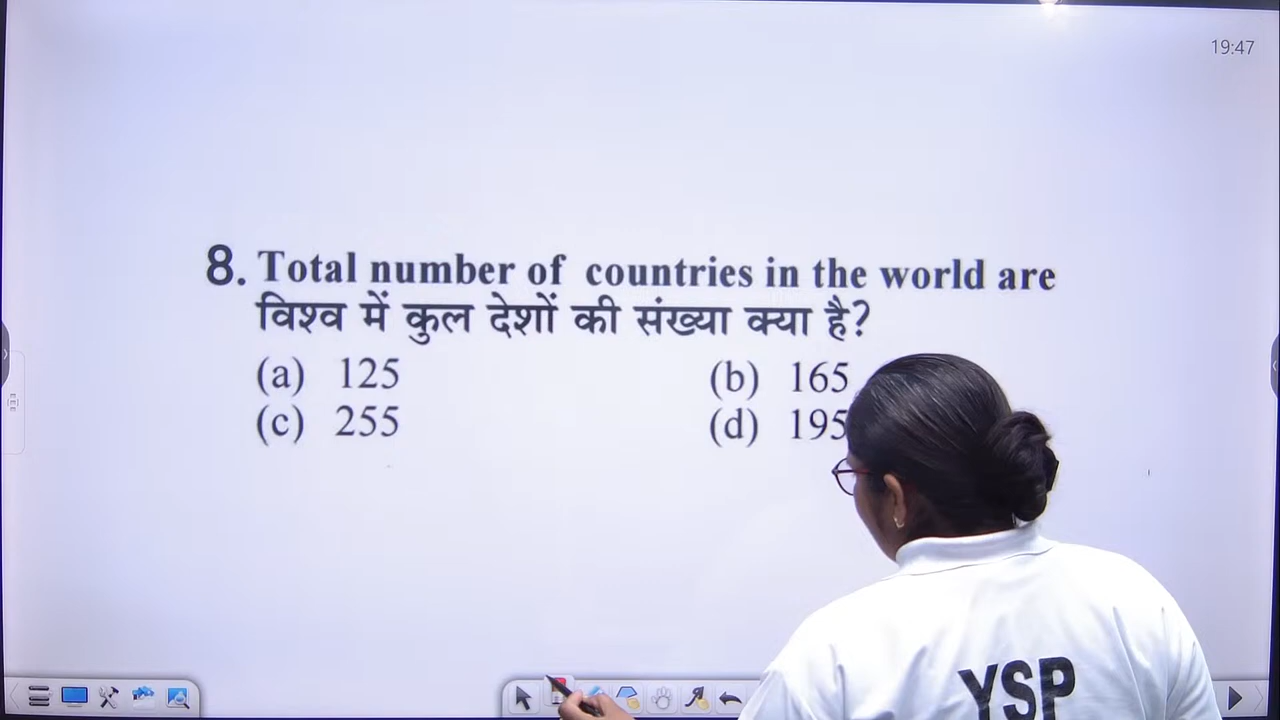 19:47
8. Total number of countries in the world are
विश्व में कुल देशों की संख्या क्या है?
(a) 125 (b) 165
(c) 255 (d) 195
YSP